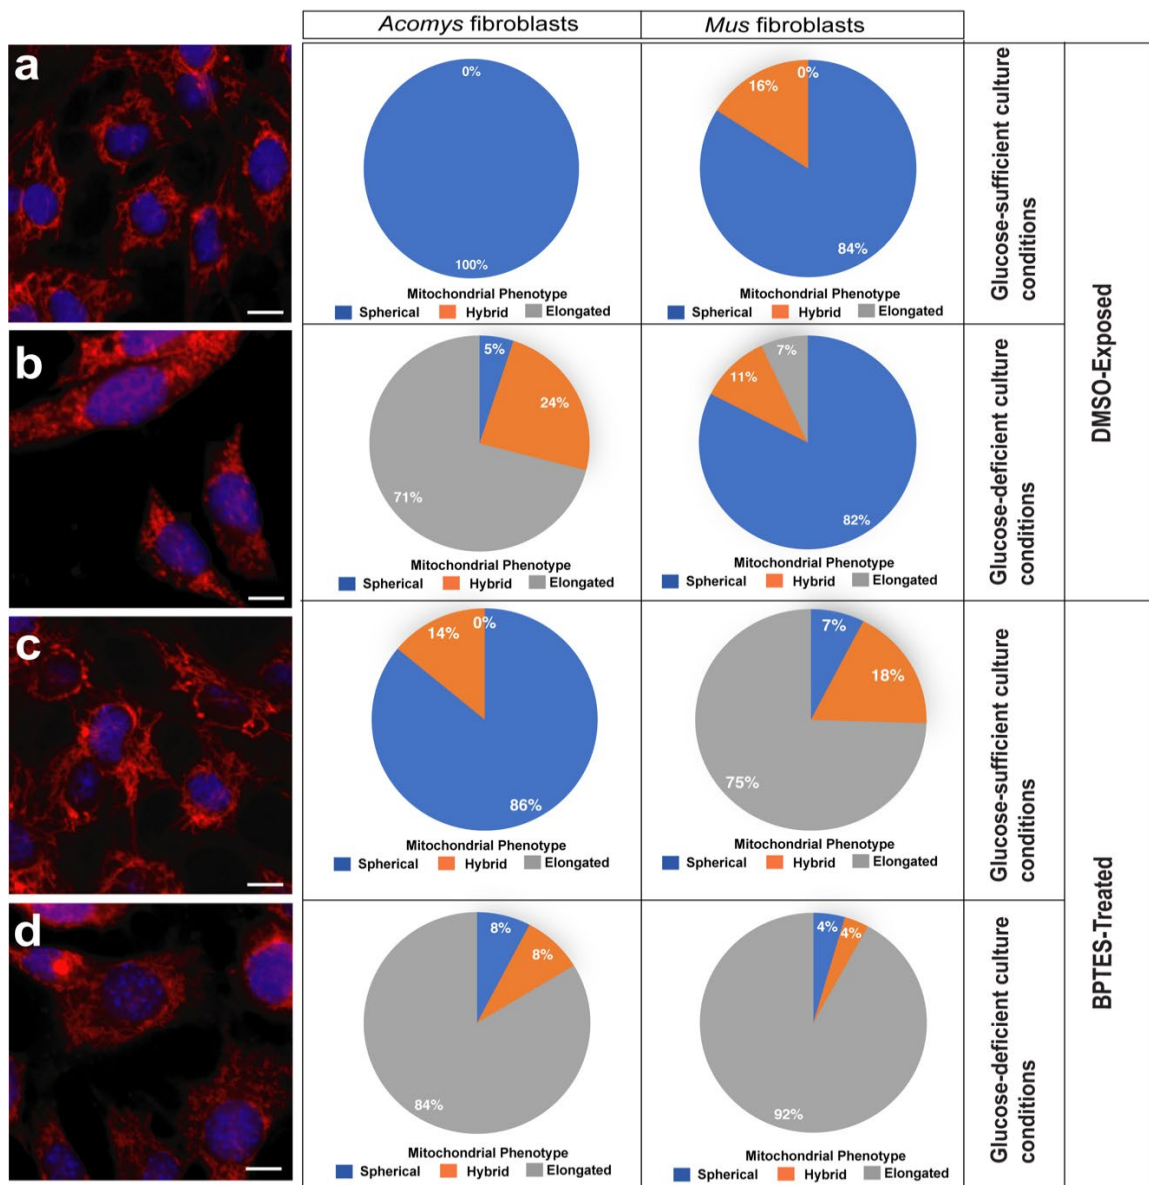 Acomys fibroblasts
Mus fibroblasts
a
0%
100%
Mitochondrial Phenotype
Spherical Hybrid Elongated
0%
16%
84%
Mitochondrial Phenotype
Spherical Hybrid Elongated
Glucose-sufficient culture
conditions
DMSO-Exposed
b
5%
24%
71%
Mitochondrial Phenotype
Spherical Hybrid Elongated
7%
11%
82%
Mitochondrial Phenotype
Spherical Hybrid Elongated
Glucose-deficient culture
conditions
c
0%
14%
86%
Mitochondrial Phenotype
Spherical Hybrid Elongated
7%
18%
75%
Mitochondrial Phenotype
Spherical Hybrid Elongated
Glucose-sufficient culture
conditions
BPTES-Treated
d
8%
8%
84%
Mitochondrial Phenotype
Spherical Hybrid Elongated
4%
4%
92%
Mitochondrial Phenotype
Spherical Hybrid Elongated
Glucose-deficient culture
conditions